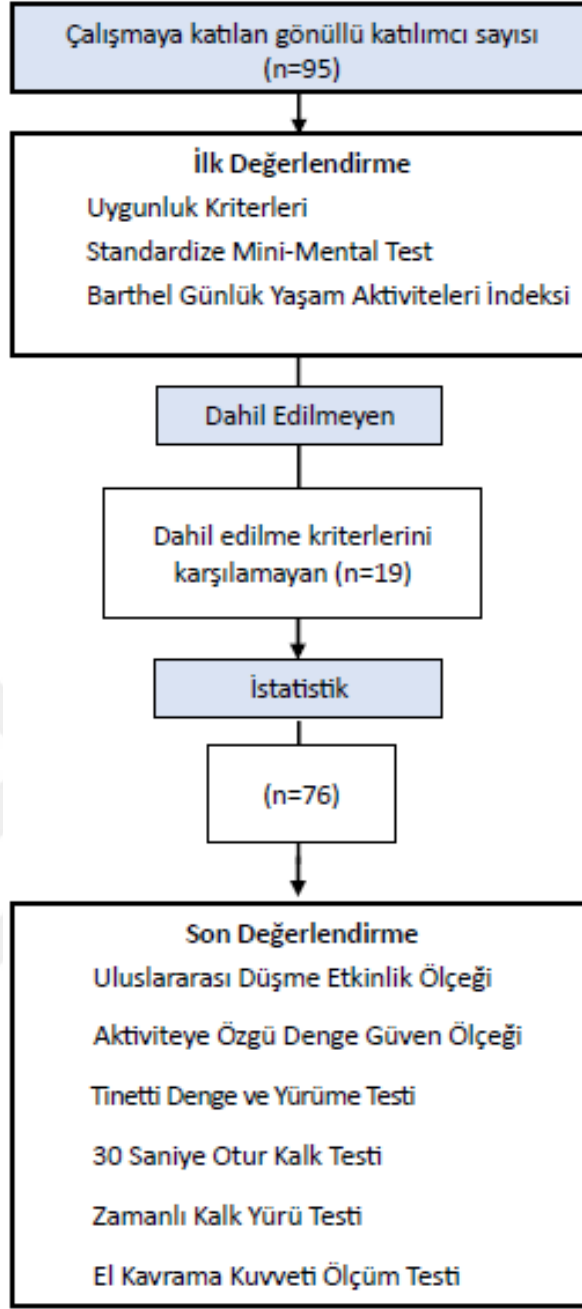 Çalışmaya katılan gönüllü katılımcı sayısı
(n=95)
İlk Değerlendirme
Uygunluk Kriterleri
Standardize Mini-Mental Test
Barthel Günlük Yaşam Aktiviteleri İndeksi
Dahil Edilmeyen
Dahil edilme kriterlerini
karşılamayan (n=19)
İstatistik
(n=76)
Son Değerlendirme
Uluslararası Düşme Etkinlik Ölçeği
Aktiviteye Özgü Denge Güven Ölçeği
Tinetti Denge ve Yürüme Testi
30 Saniye Otur Kalk Testi
Zamanlı Kalk Yürü Testi
El Kavrama Kuvveti Ölçüm Testi